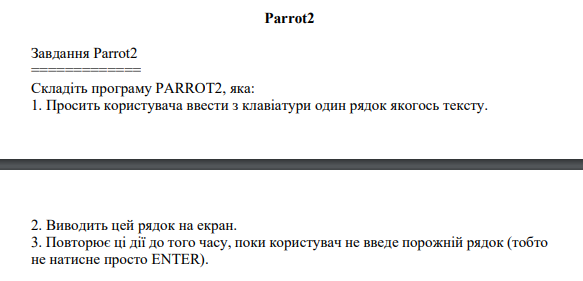 Parrot2
Завдання Parrot2
=============
Складіть програму PARROT2, яка:
1. Просить користувача ввести з клавіатури один рядок якогось тексту.
2. Виводить цей рядок на екран.
3. Повторює ці дії до того часу, поки користувач не введе порожній рядок (тобто
не натисне просто ENTER).